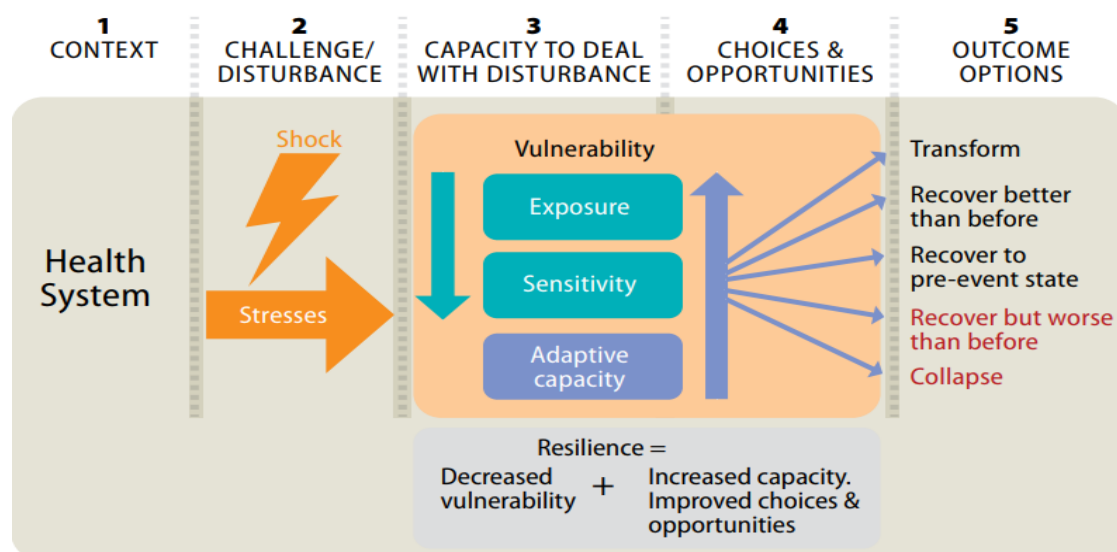 1
CONTEXT
2
CHALLENGE/
DISTURBANCE
3
CAPACITY TO DEAL
WITH DISTURBANCE
4
CHOICES &
OPPORTUNITIES
5
OUTCOME
OPTIONS
Health
System
Shock
Stresses
Vulnerability
Exposure
Sensitivity
Adaptive
capacity
Transform
Recover better
than before
Recover to
pre-event state
Recover but worse
than before
Collapse
Resilience =
Decreased
vulnerability
+
Increased capacity.
Improved choices &
opportunities